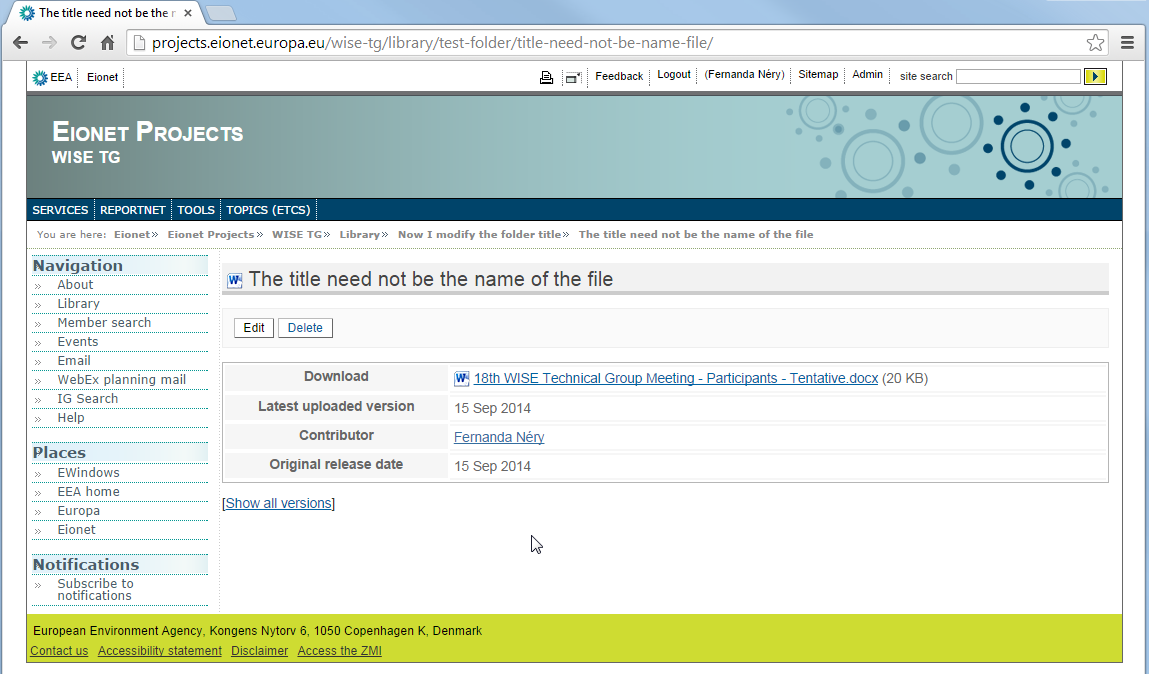 The title need not be the r
projects.eionet.europa.eu/wise-tg/library/test-folder/title-need-not-be-name-file/
EEA Eionet Feedback Logout (Fernanda Néry) Sitemap Admin site search
EIONET PROJECTS
WISE TG
SERVICES REPORTNET TOOLS TOPICS (ETCS)
You are here: Eionet» Eionet Projects» WISE TG» Library» Now I modify the folder title» The title need not be the name of the file
Navigation
» About
» Library
» Member search
» Events
» Email
» WebEx planning mail
» IG Search
» Help
Places
» EWindows
» EEA home
» Europa
» Eionet
Notifications
» Subscribe to
notifications
The title need not be the name of the file
Edit Delete
Download 18th WISE Technical Group Meeting - Participants - Tentative.docx (20 KB)
Latest uploaded version 15 Sep 2014
Contributor Fernanda Néry
Original release date 15 Sep 2014
[Show all versions]
European Environment Agency, Kongens Nytorv 6, 1050 Copenhagen K, Denmark
Contact us Accessibility statement Disclaimer Access the ZMI